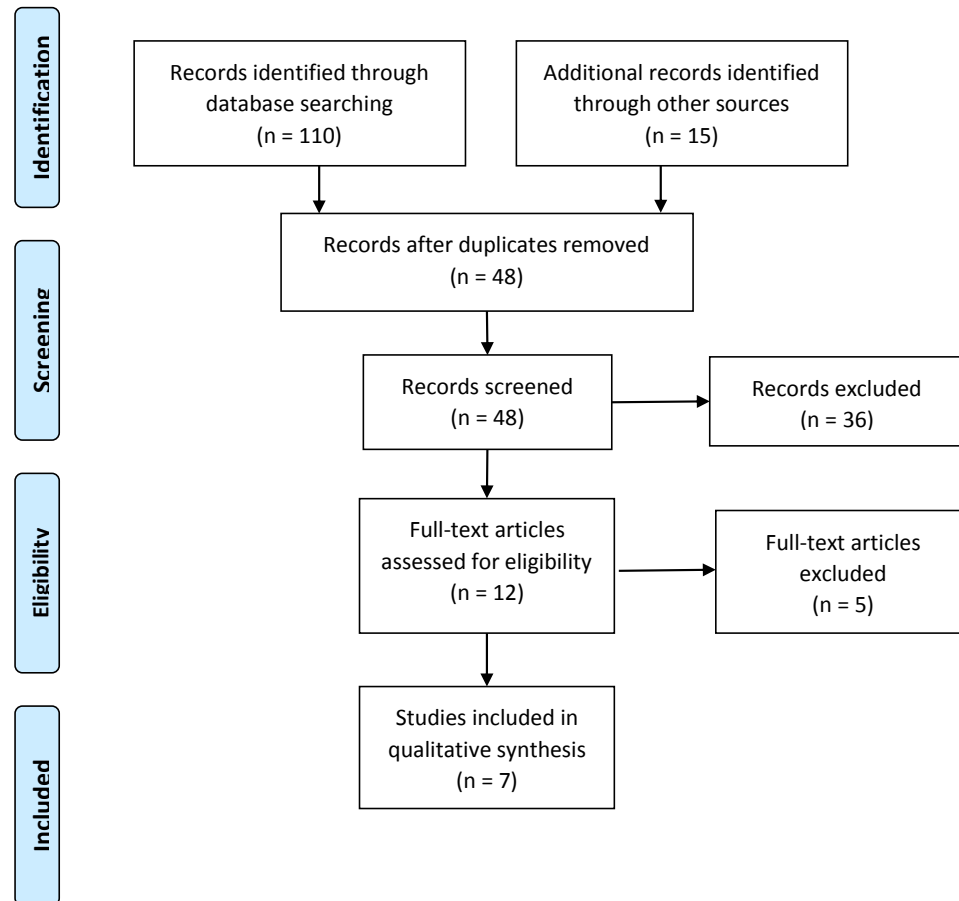 Identification
Records identified through
database searching
(n = 110)
Additional records identified
through other sources
(n = 15)
Records after duplicates removed
(n = 48)
Screening
Records screened
(n = 48)
Records excluded
(n = 36)
Eligibility
Full-text articles
assessed for eligibility
(n = 12)
Full-text articles
excluded
(n = 5)
Included
Studies included in
qualitative synthesis
(n = 7)